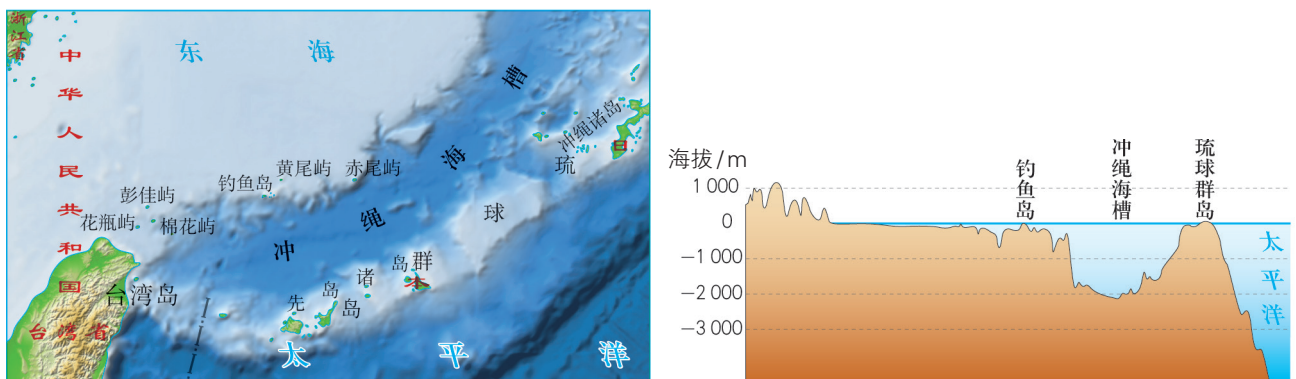 浙江省
中华人民共和国
东海
冲绳海槽
冲绳诸岛
日本
琉球群岛
黄尾屿
赤尾屿
钓鱼岛
彭佳屿
花瓶屿
棉花屿
台湾岛
台湾省
先岛诸岛
太平洋
海拔/m
1 000
0
−1 000
−2 000
−3 000
钓鱼岛
冲绳海槽
琉球群岛
太平洋